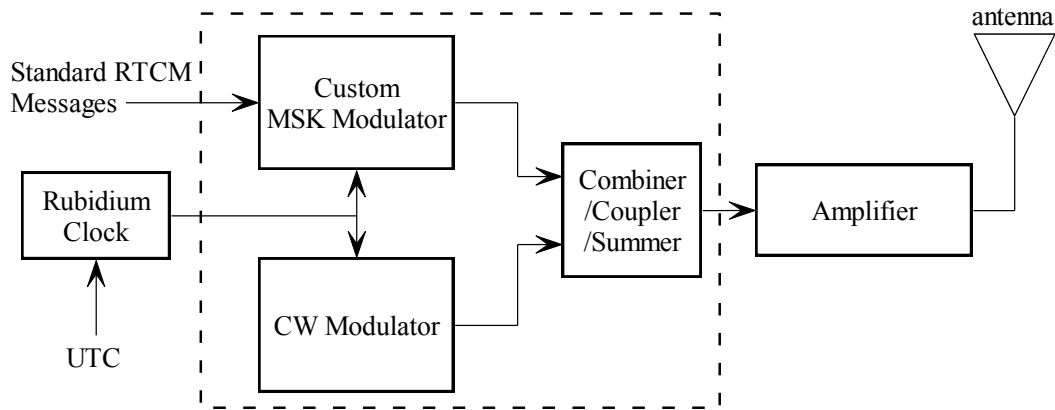 antenna
Standard RTCM
Messages
Custom
MSK Modulator
Rubidium
Clock
Combiner
/Coupler
/Summer
Amplifier
CW Modulator
UTC